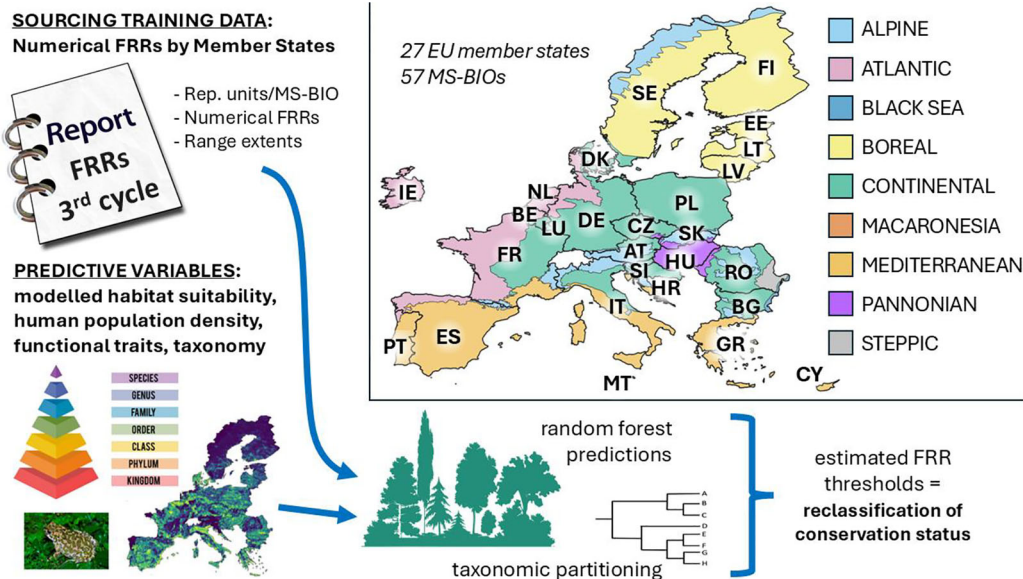 SOURCING TRAINING DATA:
Numerical FRRs by Member States
Report
FRRs
3rd cycle
- Rep. units/MS-BIO
- Numerical FRRs
- Range extents
PREDICTIVE VARIABLES:
modelled habitat suitability,
human population density,
functional traits, taxonomy
SPECIES
GENUS
FAMILY
ORDER
CLASS
PHYLUM
KINGDOM
27 EU member states
57 MS-BIOs
FI
SE
EE
LT
LV
DK
IE
NL
BE
LU
DE
PL
CZ
SK
FR
AT
HU
SI
HR
RO
IT
BG
PT
ES
GR
MT
CY
ALPINE
ATLANTIC
BLACK SEA
BOREAL
CONTINENTAL
MACARONESIA
MEDITERRANEAN
PANNONIAN
STEPPIC
random forest
predictions
A
B
C
D
E
F
G
H
taxonomic partitioning
estimated FRR
thresholds =
reclassification of
conservation status